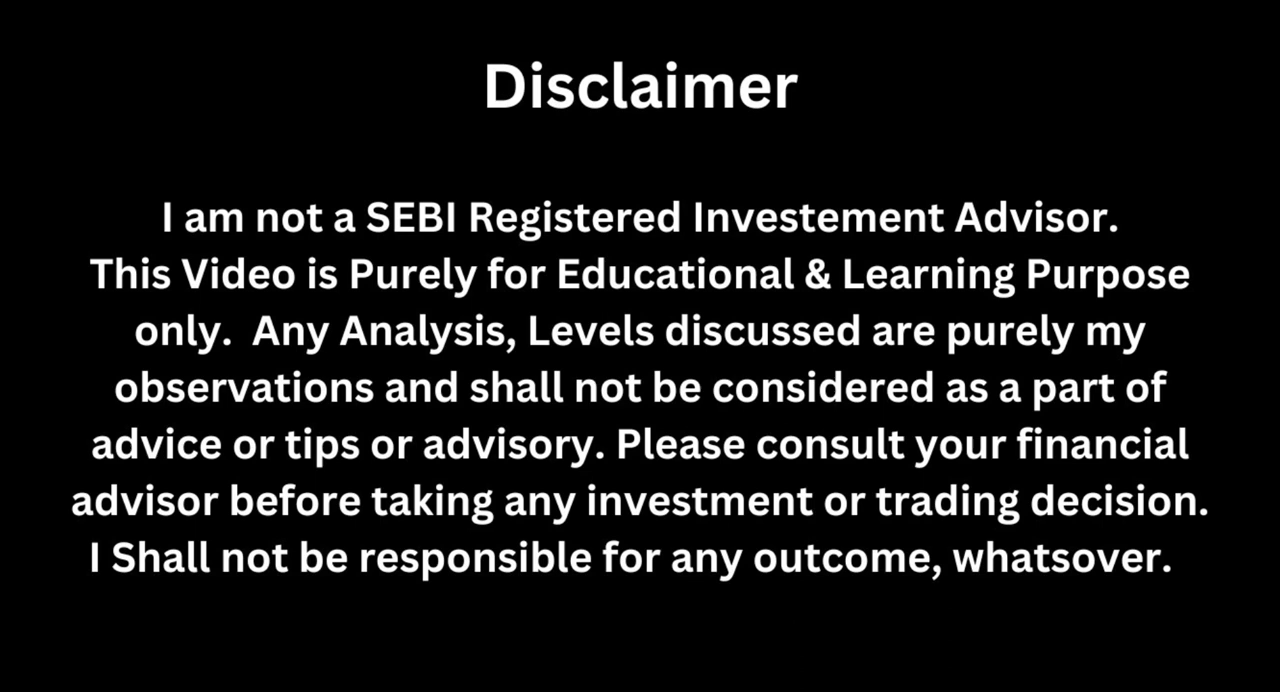 Disclaimer
I am not a SEBI Registered Investement Advisor.
This Video is Purely for Educational & Learning Purpose
only.  Any Analysis, Levels discussed are purely my
observations and shall not be considered as a part of
advice or tips or advisory. Please consult your financial
advisor before taking any investment or trading decision.
I Shall not be responsible for any outcome, whatsover.